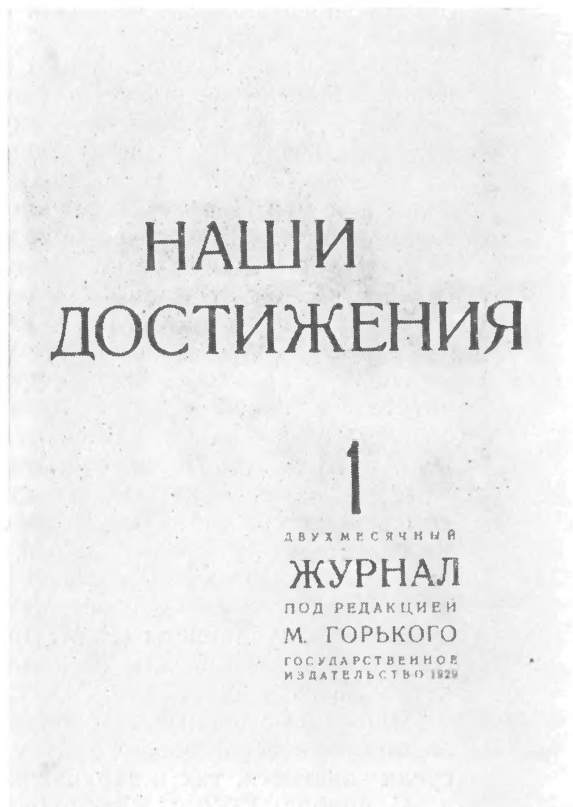 НАШИ
ДОСТИЖЕНИЯ
1
ДВУХМЕСЯЧНЫЙ
ЖУРНАЛ
ПОД РЕДАКЦИЕЙ
М. ГОРЬКОГО
ГОСУДАРСТВЕННОЕ
ИЗДАТЕЛЬСТВО 1929